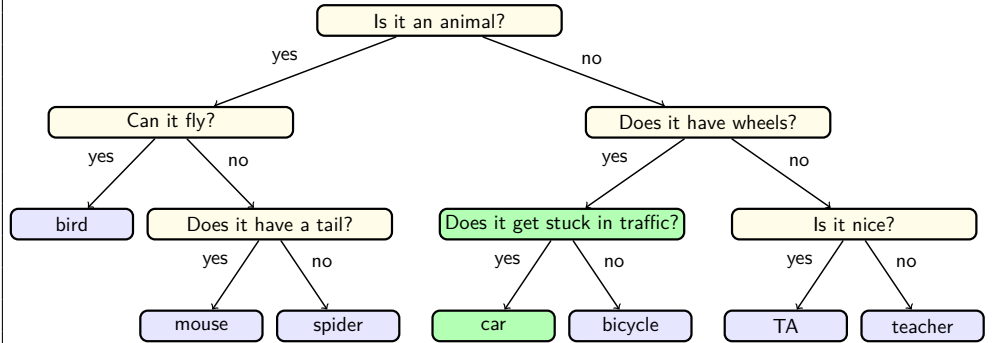 Is it an animal?
yes
no
Can it fly?
Does it have wheels?
yes
no
yes
no
bird
Does it have a tail?
Does it get stuck in traffic?
Is it nice?
yes
no
yes
no
yes
no
mouse
spider
car
bicycle
TA
teacher